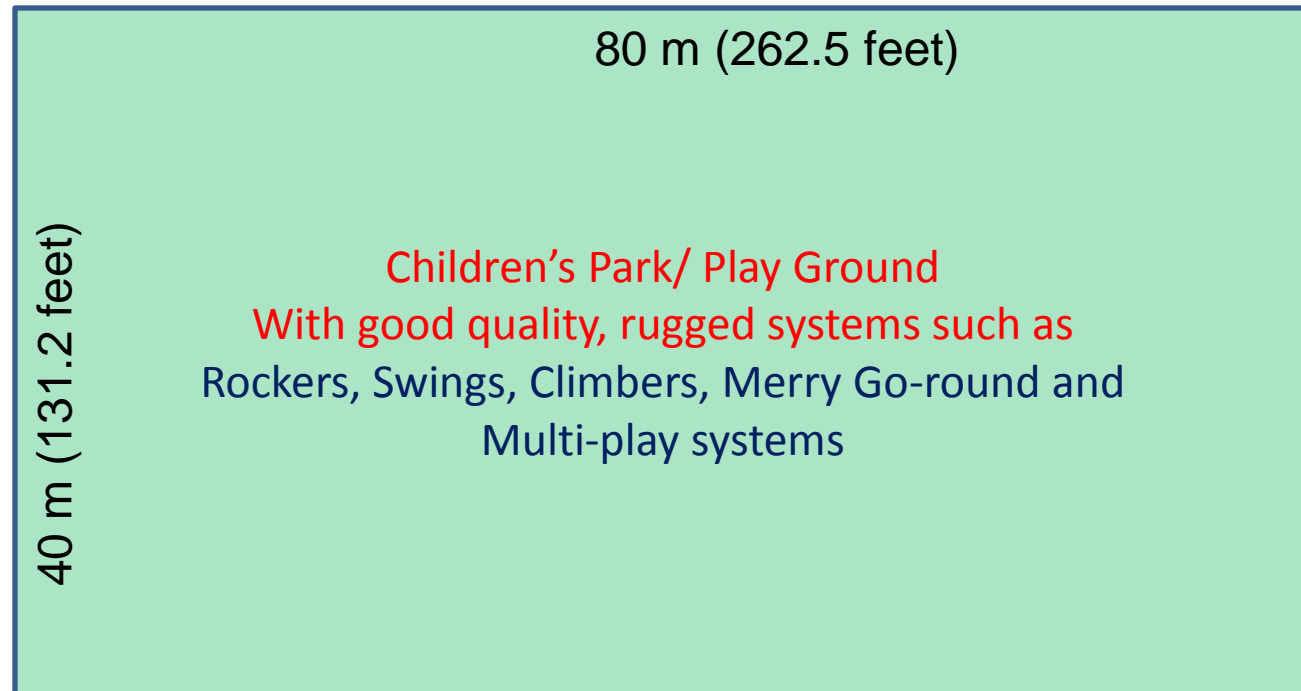 80 m (262.5 feet)
40 m (131.2 feet)
Children’s Park/ Play Ground
With good quality, rugged systems such as
Rockers, Swings, Climbers, Merry Go-round and
Multi-play systems